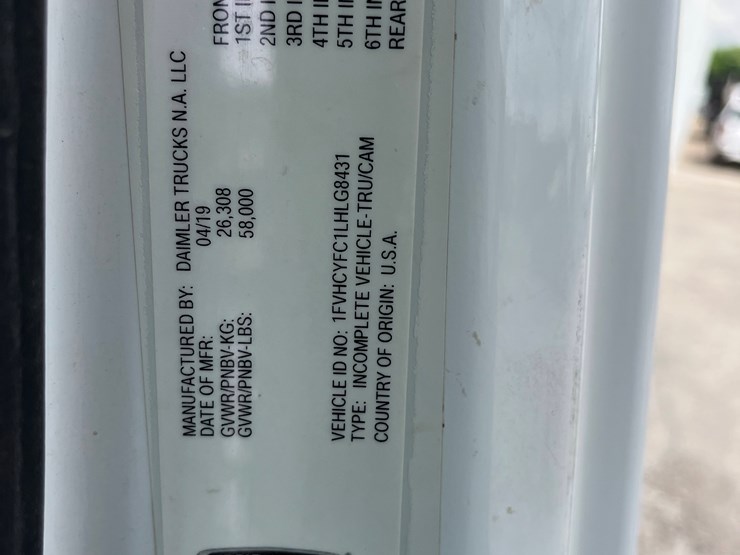 MANUFACTURED BY: DAIMLER TRUCKS N.A. LLC
DATE OF MFR: 04/19
GVWR/PNBV-KG: 26,308
GVWR/PNBV-LBS: 58,000
VEHICLE ID NO: 1FVHCYFC1LHLG8431
TYPE: INCOMPLETE VEHICLE-TRU/CAM
COUNTRY OF ORIGIN: U.S.A.
FRON
1ST I
2ND I
3RD I
4TH I
5TH I
6TH I
REAR